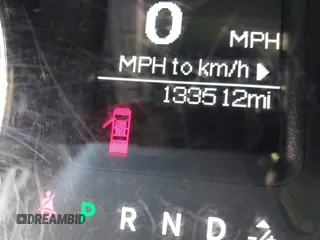 0 MPH
MPH to km/h
133512mi
P R N D
DREAMBID